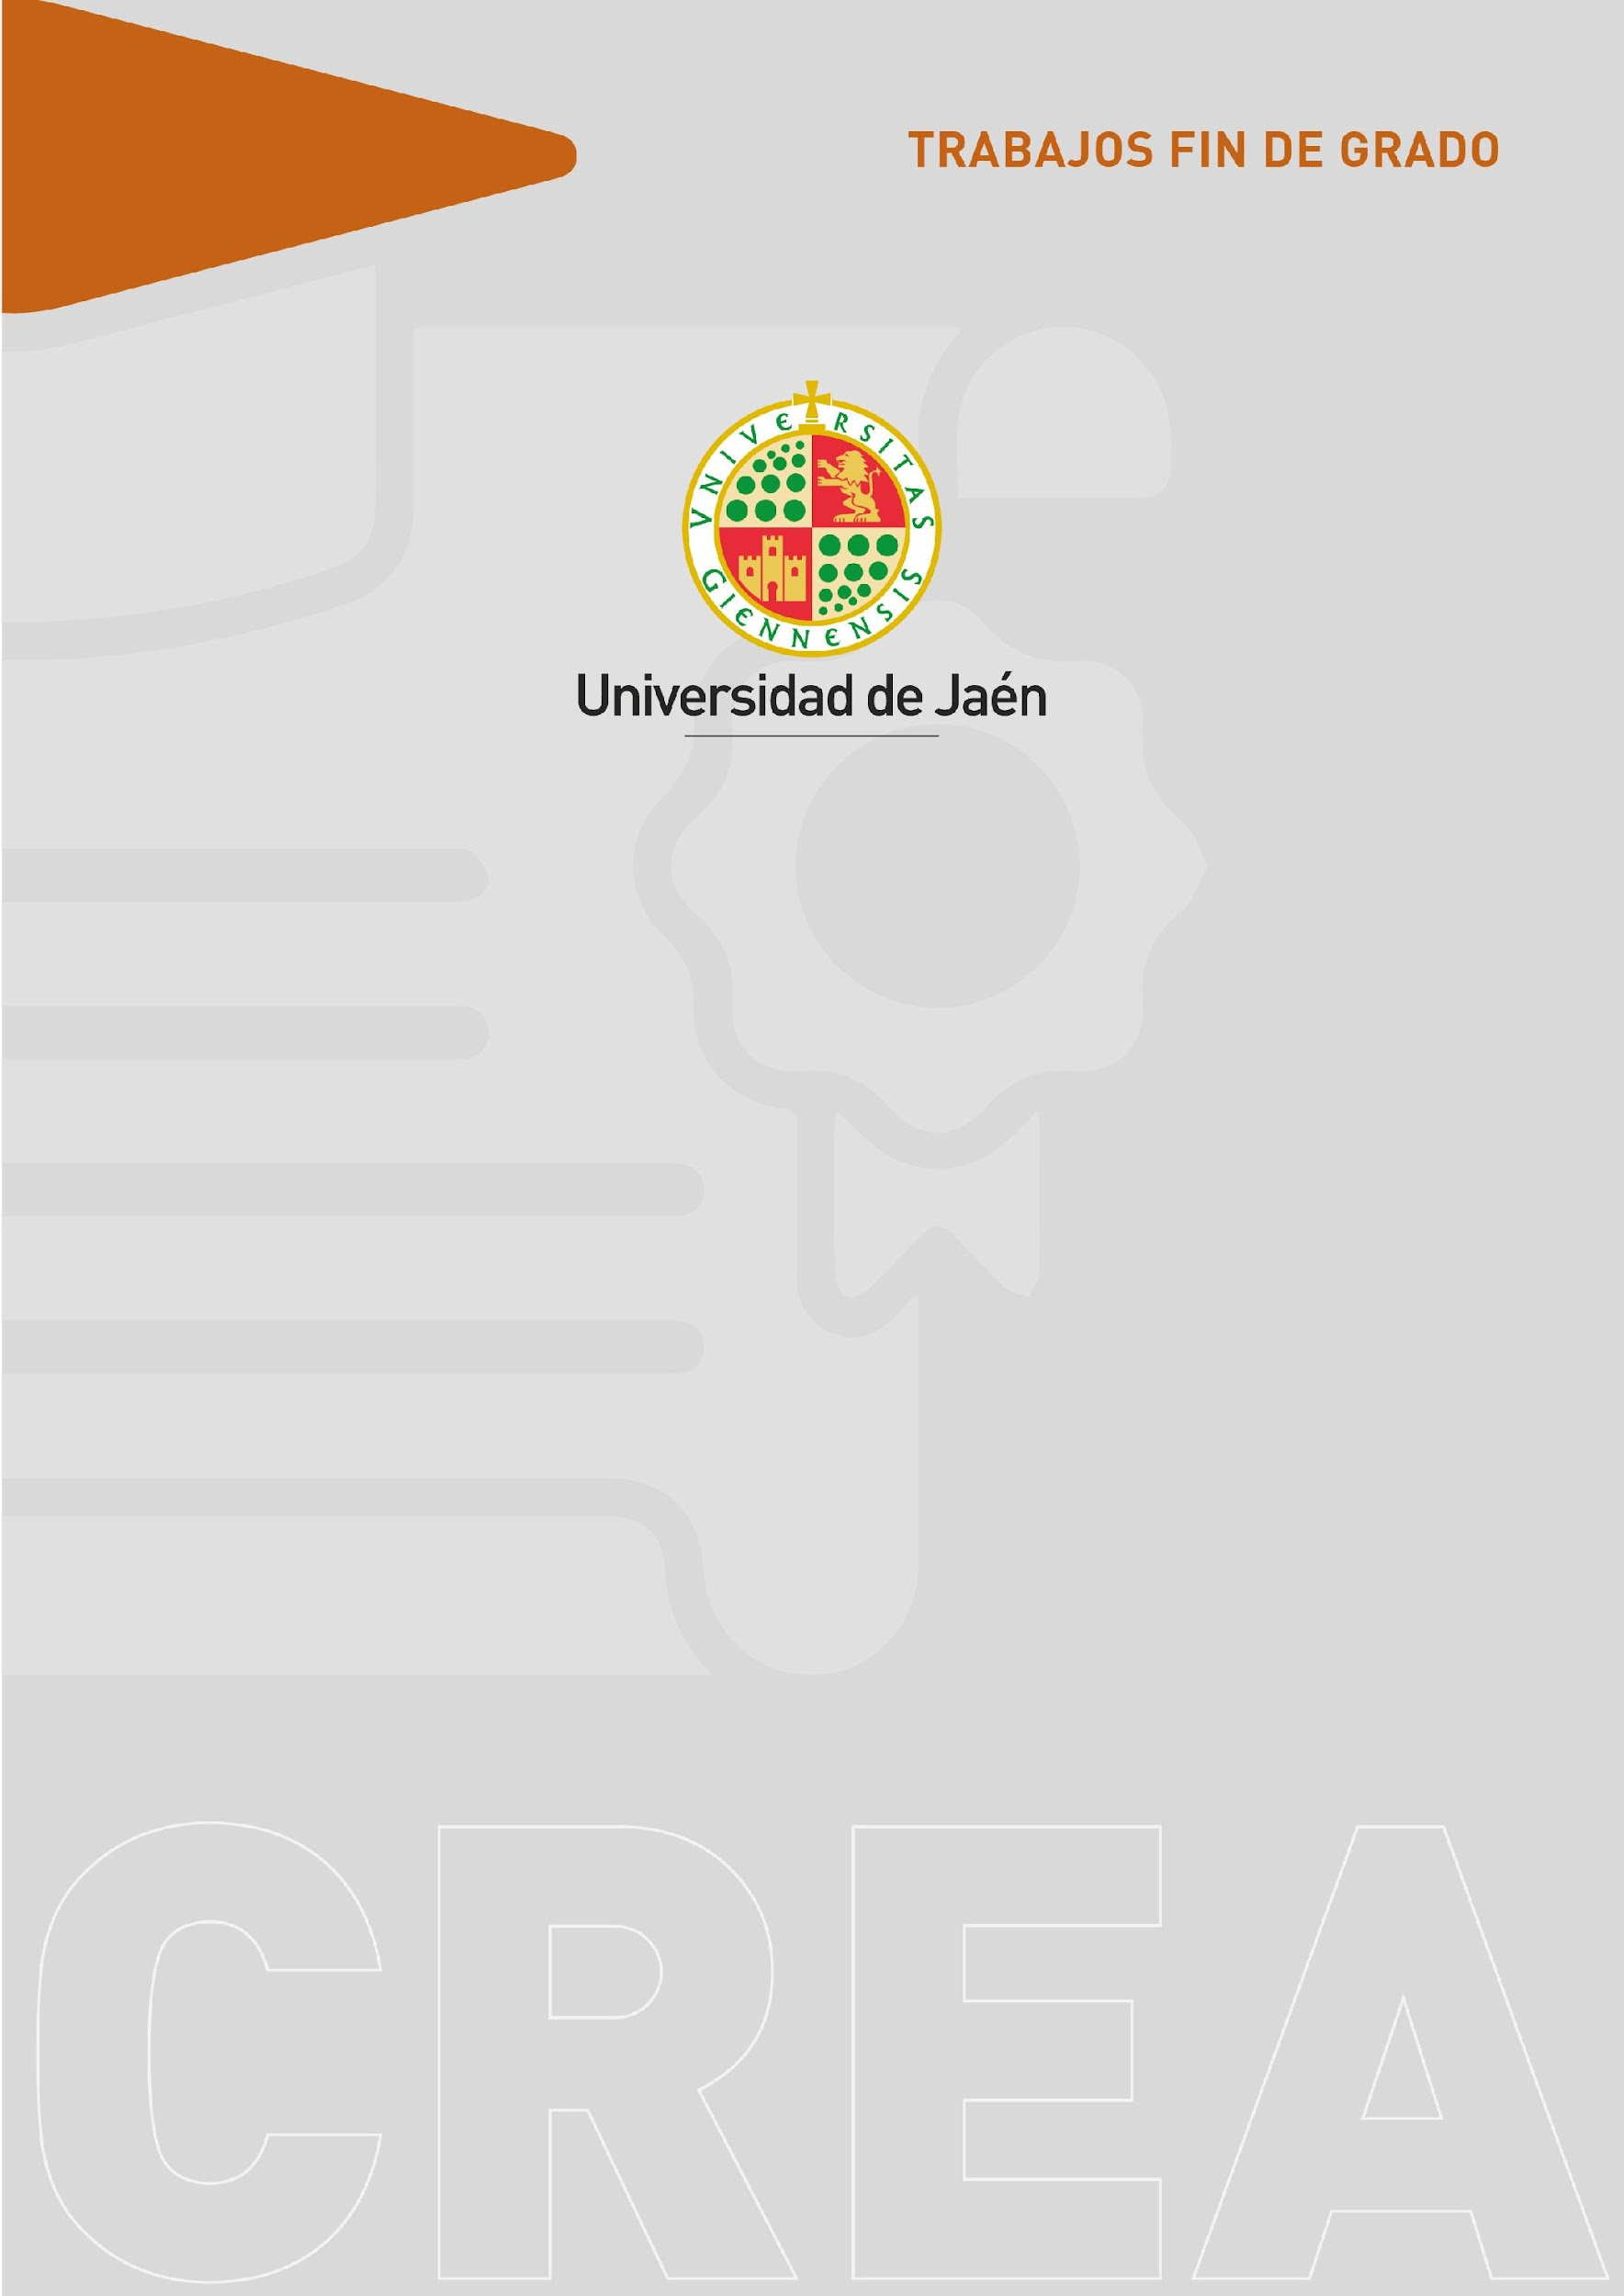 TRABAJOS FIN DE GRADO
VNIVERSITAS GIENNENSIS
Universidad de Jaén
CREA